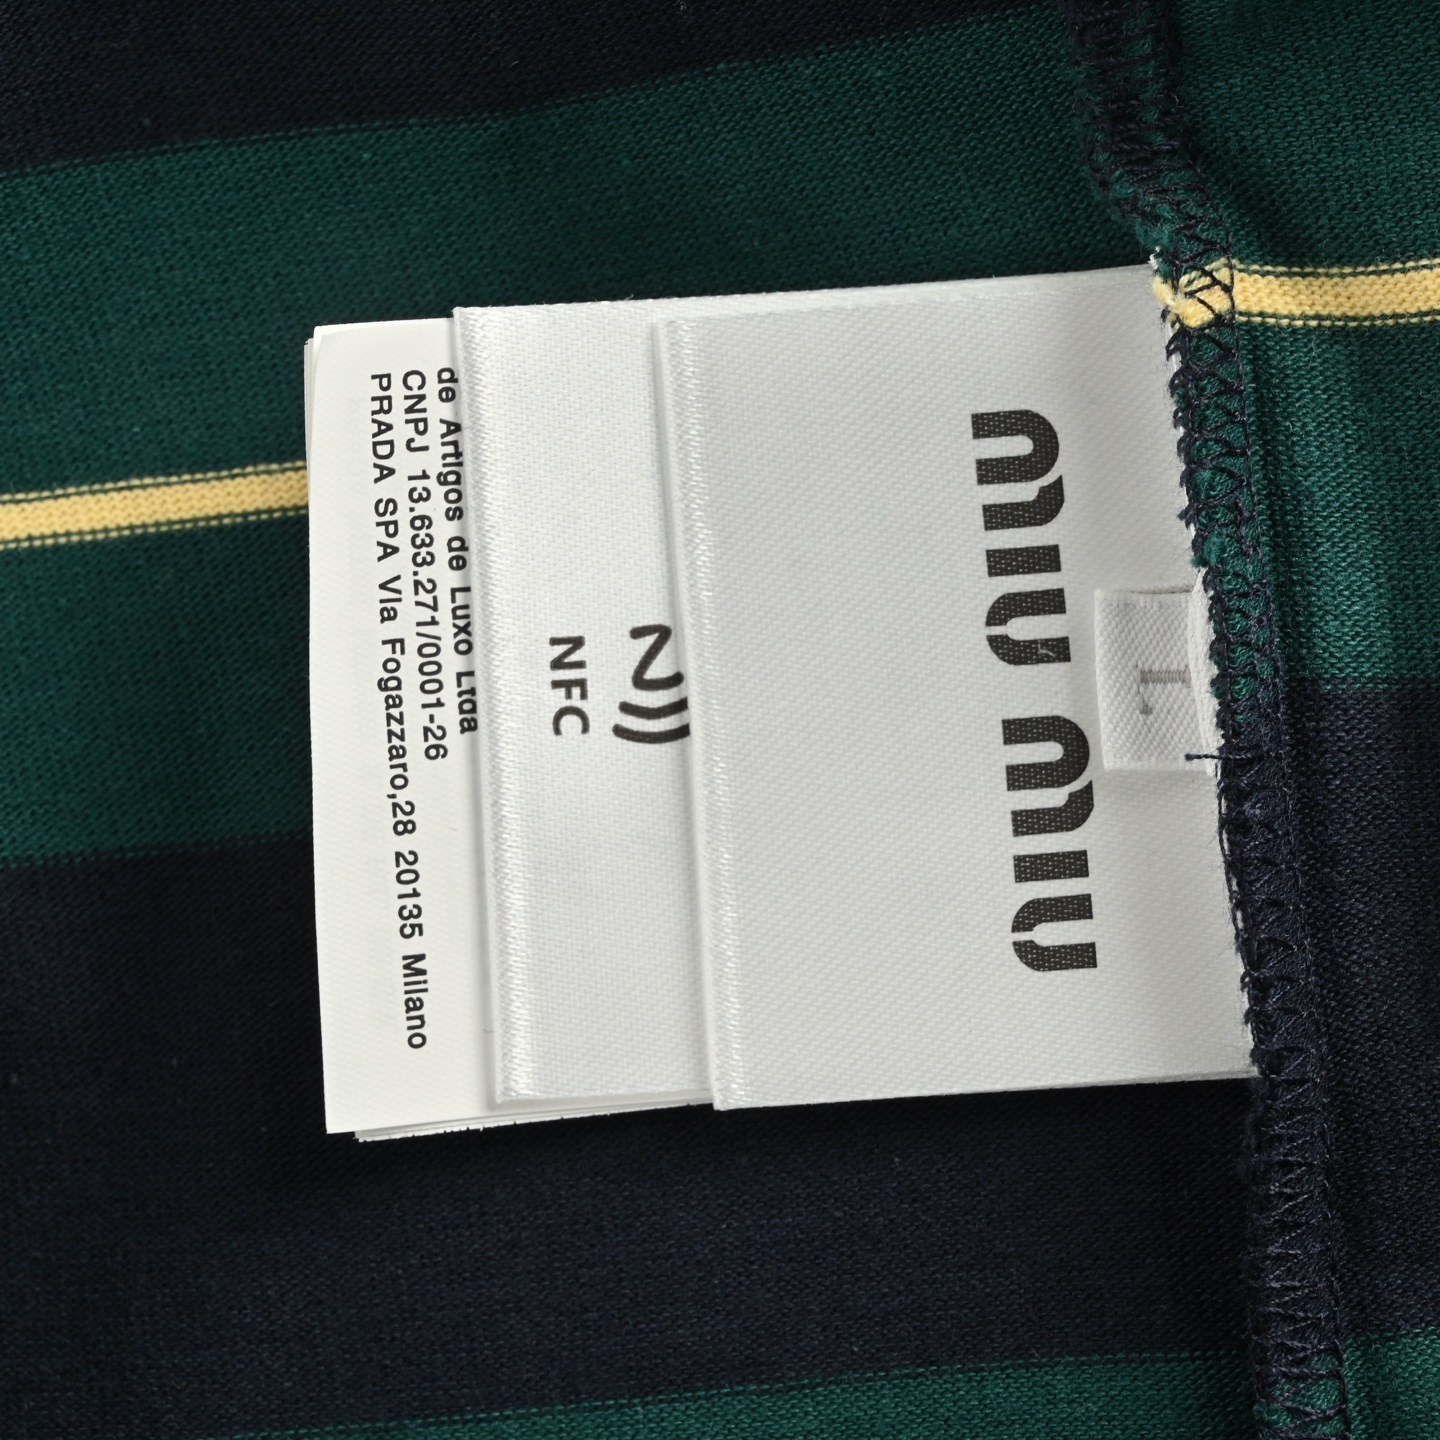 miu miu
L
NFC
de Artigos de Luxo Ltda
CNPJ 13.633.271/0001-26
PRADA SPA VIa Fogazzaro,28 20135 Milano